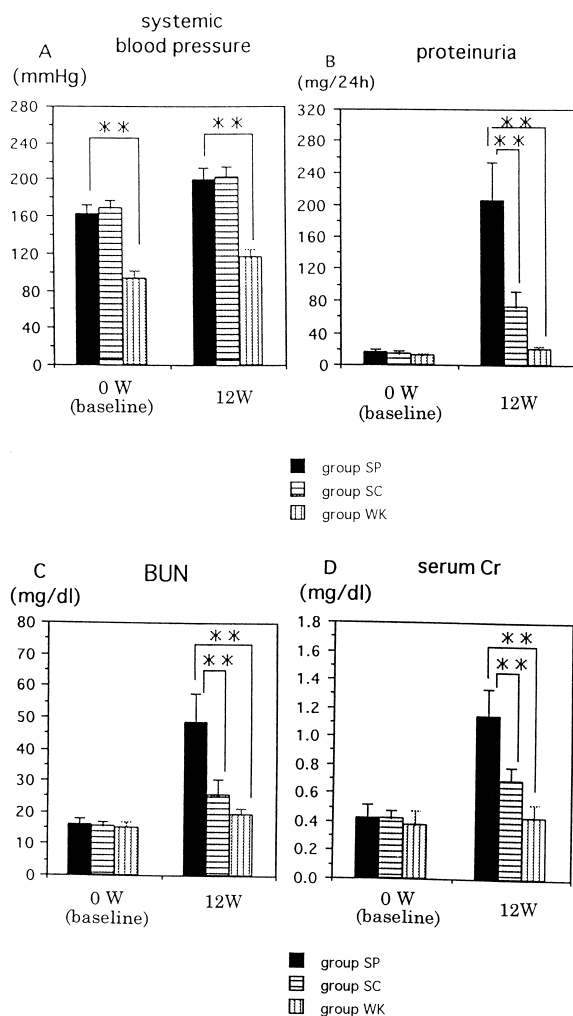 systemic
blood pressure
A
(mmHg)
280
240
200
160
120
80
40
0
** **
0 W
(baseline)
12W
proteinuria
B
(mg/24h)
320
280
240
200
160
120
80
40
0
**
**
0 W
(baseline)
12W
group SP
group SC
group WK
C
BUN
(mg/dl)
80
70
60
50
40
30
20
10
0
**
**
0 W
(baseline)
12W
D
serum Cr
(mg/dl)
1.8
1.6
1.4
1.2
1.0
0.8
0.6
0.4
0.2
0.0
**
**
0 W
(baseline)
12W
group SP
group SC
group WK